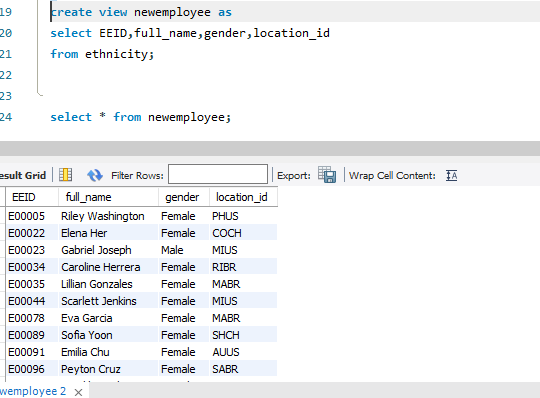 19 create view newemployee as
20 select EEID,full_name,gender,location_id
21 from ethnicity;
22
23
24 select * from newemployee;
esult Grid Filter Rows: Export: Wrap Cell Content: IA
EEID full_name gender location_id
E00005 Riley Washington Female PHUS
E00022 Elena Her Female COCH
E00023 Gabriel Joseph Male MIUS
E00034 Caroline Herrera Female RIBR
E00035 Lillian Gonzales Female MABR
E00044 Scarlett Jenkins Female MIUS
E00078 Eva Garcia Female MABR
E00089 Sofia Yoon Female SHCH
E00091 Emilia Chu Female AUUS
E00096 Peyton Cruz Female SABR
wemployee 2